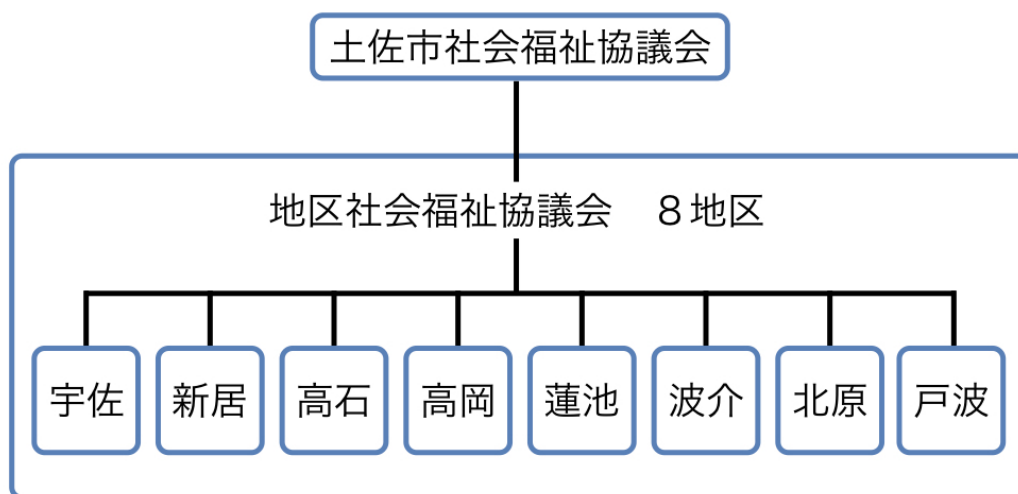 土佐市社会福祉協議会
地区社会福祉協議会　８地区
宇佐
新居
高石
高岡
蓮池
波介
北原
戸波